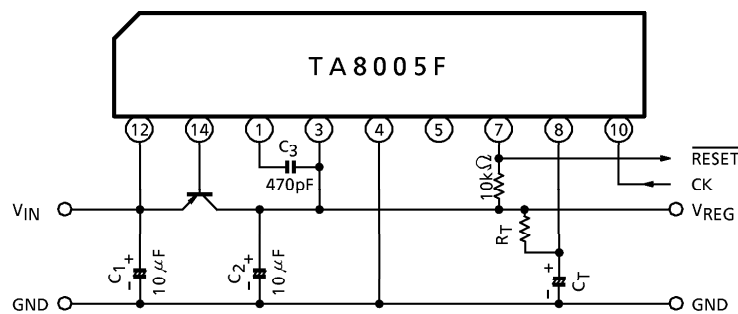 TA8005F
12 14 1 3 4 5 7 8 10
C3
470pF
10kΩ
RESET
CK
VIN
VREG
RT
C1
+
-
10μF
C2
+
-
10μF
+
-
CT
GND
GND